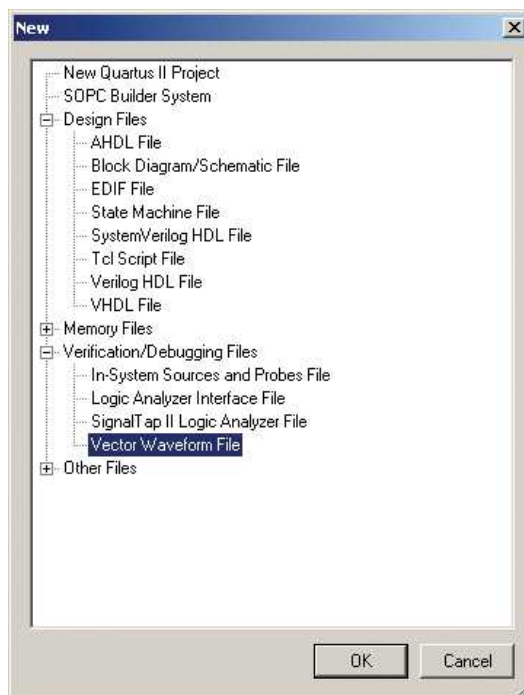 New
New Quartus II Project
SOPC Builder System
Design Files
AHDL File
Block Diagram/Schematic File
EDIF File
State Machine File
SystemVerilog HDL File
Tcl Script File
Verilog HDL File
VHDL File
Memory Files
Verification/Debugging Files
In-System Sources and Probes File
Logic Analyzer Interface File
SignalTap II Logic Analyzer File
Vector Waveform File
Other Files
OK Cancel